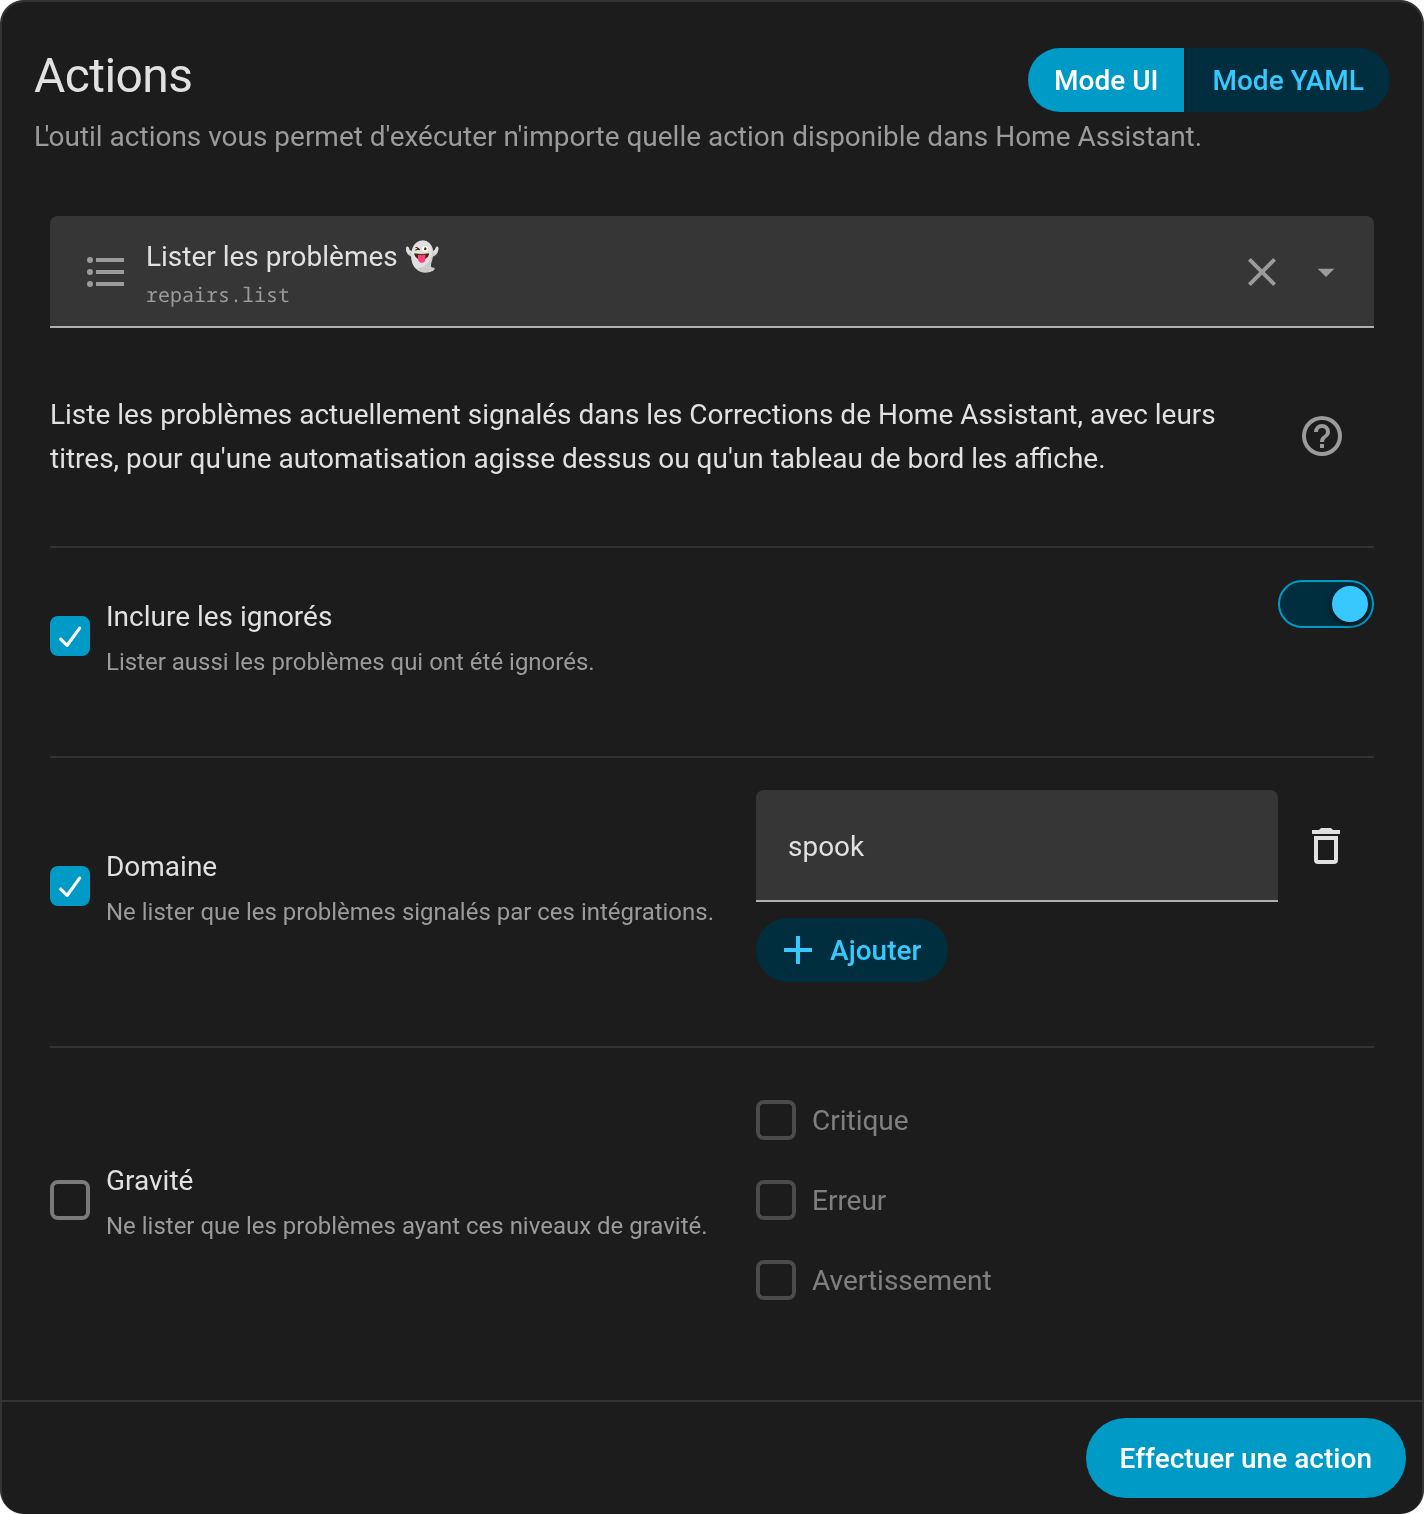 Actions
Mode UI
Mode YAML
L'outil actions vous permet d'exécuter n'importe quelle action disponible dans Home Assistant.
Lister les problèmes 👻
repairs.list
Liste les problèmes actuellement signalés dans les Corrections de Home Assistant, avec leurs
titres, pour qu'une automatisation agisse dessus ou qu'un tableau de bord les affiche.
Inclure les ignorés
Lister aussi les problèmes qui ont été ignorés.
Domaine
Ne lister que les problèmes signalés par ces intégrations.
spook
Ajouter
Gravité
Ne lister que les problèmes ayant ces niveaux de gravité.
Critique
Erreur
Avertissement
Effectuer une action